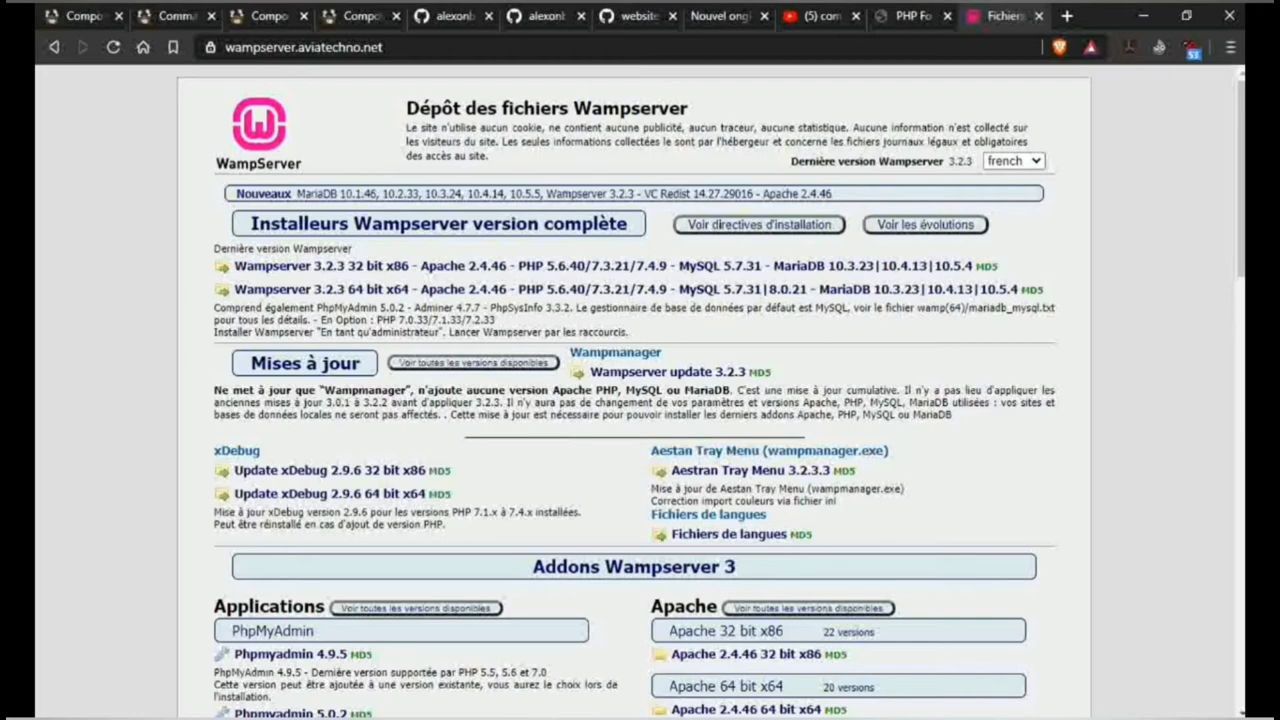 Compo
Comm
Compo
Compo
alexonb
alexonb
website
Nouvel ong
(5) com
PHP Fo
Fichiers
wampserver.aviatechno.net
53
WampServer
Dépôt des fichiers Wampserver
Le site n'utilise aucun cookie, ne contient aucune publicité, aucun traceur, aucune statistique. Aucune information n'est collecté sur
les visiteurs du site. Les seules informations collectées le sont par l'hébergeur et concerne les fichiers journaux légaux et obligatoires
des accès au site.
Dernière version Wampserver 3.2.3 french
Nouveaux MariaDB 10.1.46, 10.2.33, 10.3.24, 10.4.14, 10.5.5, Wampserver 3.2.3 - VC Redist 14.27.29016 - Apache 2.4.46
Installeurs Wampserver version complète Voir directives d'installation Voir les évolutions
Dernière version Wampserver
Wampserver 3.2.3 32 bit x86 - Apache 2.4.46 - PHP 5.6.40/7.3.21/7.4.9 - MySQL 5.7.31 - MariaDB 10.3.23|10.4.13|10.5.4 MD5
Wampserver 3.2.3 64 bit x64 - Apache 2.4.46 - PHP 5.6.40/7.3.21/7.4.9 - MySQL 5.7.31|8.0.21 - MariaDB 10.3.23|10.4.13|10.5.4 MD5
Comprend également PhpMyAdmin 5.0.2 - Adminer 4.7.7 - PhpSysInfo 3.3.2. Le gestionnaire de base de données par défaut est MySQL, voir le fichier wamp(64)/mariadb_mysql.txt
pour tous les détails. - En Option : PHP 7.0.33/7.1.33/7.2.33
Installer Wampserver "En tant qu'administrateur". Lancer Wampserver par les raccourcis.
Mises à jour Voir toutes les versions disponibles
Wampmanager
Wampserver update 3.2.3 MD5
Ne met à jour que "Wampmanager", n'ajoute aucune version Apache PHP, MySQL ou MariaDB. C'est une mise à jour cumulative. Il n'y a pas lieu d'appliquer les
anciennes mises à jour 3.0.1 à 3.2.2 avant d'appliquer 3.2.3. Il n'y aura pas de changement de vos paramètres et versions Apache, PHP, MySQL, MariaDB utilisées : vos sites et
bases de données locales ne seront pas affectés. . Cette mise à jour est nécessaire pour pouvoir installer les derniers addons Apache, PHP, MySQL ou MariaDB
xDebug
Update xDebug 2.9.6 32 bit x86 MD5
Update xDebug 2.9.6 64 bit x64 MD5
Mise à jour xDebug version 2.9.6 pour les versions PHP 7.1.x à 7.4.x installées.
Peut être réinstallé en cas d'ajout de version PHP.
Aestan Tray Menu (wampmanager.exe)
Aestran Tray Menu 3.2.3.3 MD5
Mise à jour de Aestan Tray Menu (wampmanager.exe)
Correction import couleurs via fichier ini
Fichiers de langues
Fichiers de langues MD5
Addons Wampserver 3
Applications Voir toutes les versions disponibles
PhpMyAdmin
Phpmyadmin 4.9.5 MD5
PhpMyAdmin 4.9.5 - Dernière version supportée par PHP 5.5, 5.6 et 7.0
Cette version peut être ajoutée à une version existante, vous aurez le choix lors de
l'installation.
Phpmyadmin 5.0.2 MD5
Apache Voir toutes les versions disponibles
Apache 32 bit x86 22 versions
Apache 2.4.46 32 bit x86 MD5
Apache 64 bit x64 20 versions
Apache 2.4.46 64 bit x64 MD5